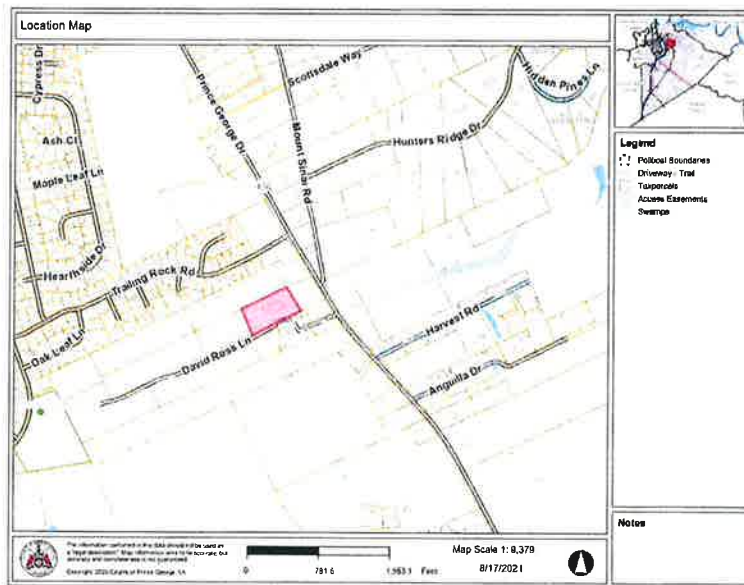 Location Map
Cypress Dr
Ash Ct
Maple Leaf Ln
Hearthside Dr
Trailing Rock Rd
Oak Leaf Ln
David Ross Ln
Prince George Dr
Scottsdale Way
Mount Sinai Rd
Hunters Ridge Dr
Hidden Pines Ln
Harvest Rd
Anguilla Dr
Legend
Political Boundaries
Driveway - Trail
Taxparcels
Access Easements
Swamps
Notes
Feet
0
781.6
Map Scale 1: 9,379
8/17/2021